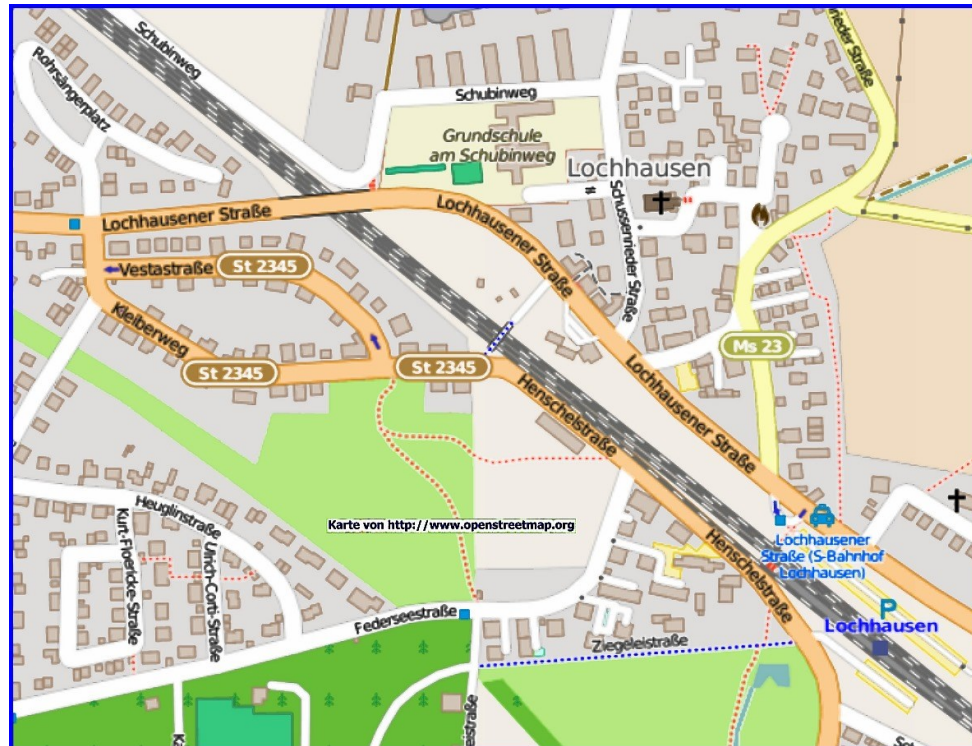 Schubinweg
Rohrsängerplatz
rieder Straße
Schubinweg
Grundschule
am Schubinweg
Lochhausen
Lochhausener Straße
Lochhausener Straße
Schussenrieder Straße
Vestastraße
St 2345
Kleiberweg
St 2345
St 2345
Ms 23
Henschelstraße
Lochhausener Straße
Heuglinstraße
Kurt-Floericke-Straße
Ulrich-Corti-Straße
Karte von http://www.openstreetmap.org
Lochhausener
Straße (S-Bahnhof
Lochhausen)
Henschelstraße
P
Lochhausen
Federseestraße
Ziegeleistraße
eistraße